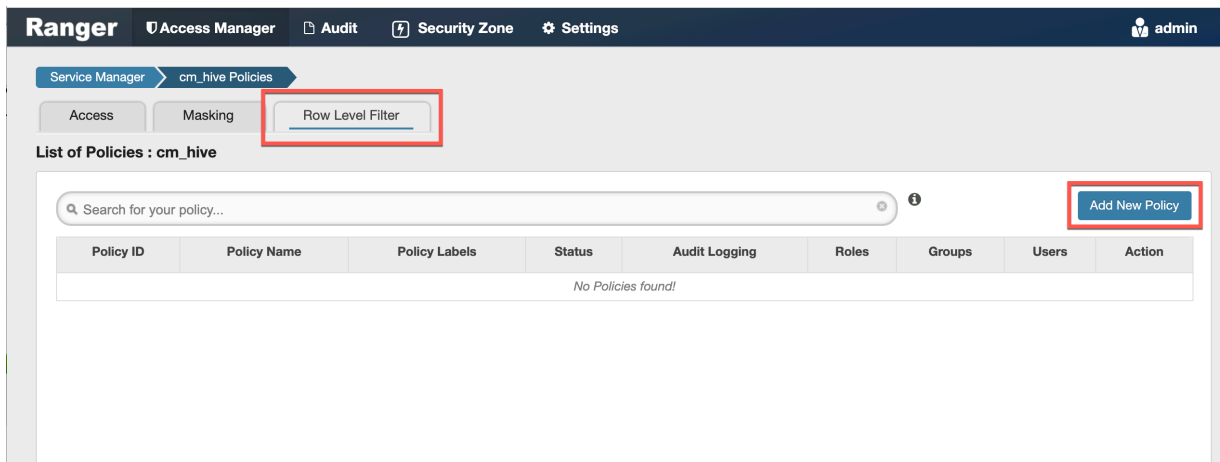 Ranger Access Manager Audit Security Zone Settings admin
Service Manager cm_hive Policies
Access Masking Row Level Filter
List of Policies : cm_hive
Search for your policy... Add New Policy
Policy ID Policy Name Policy Labels Status Audit Logging Roles Groups Users Action
No Policies found!